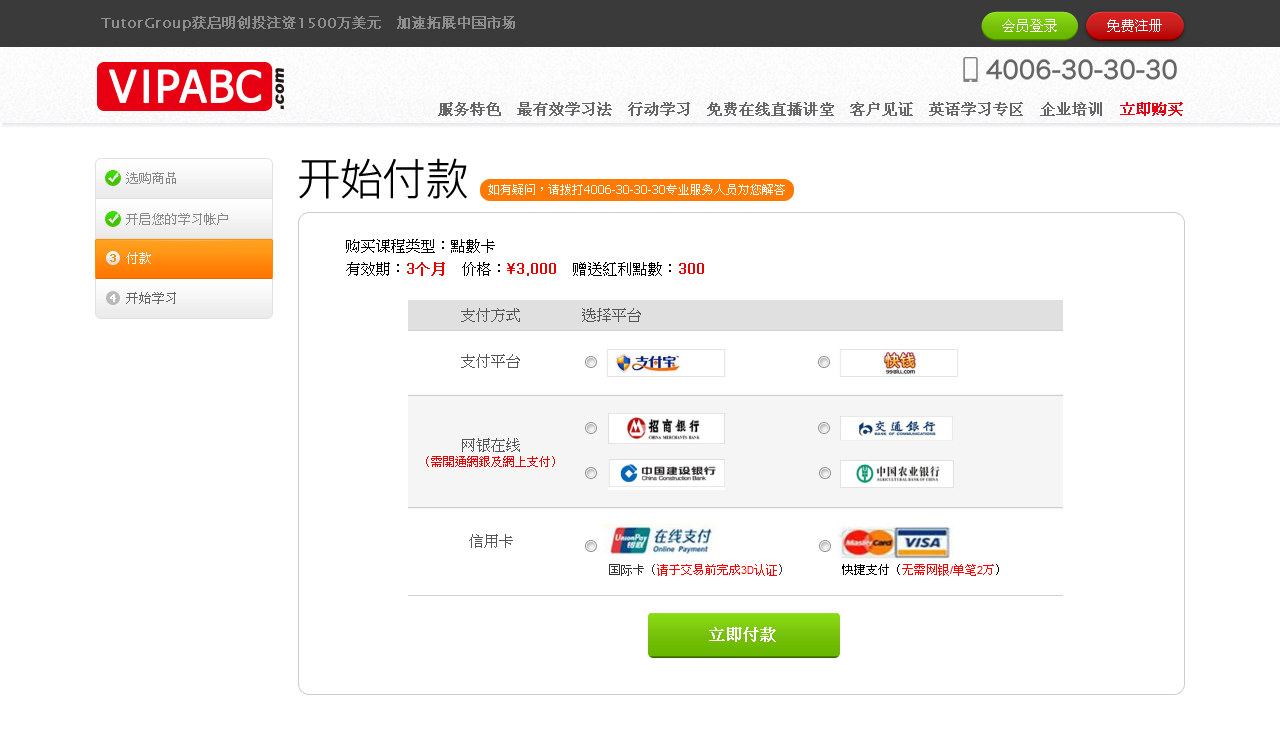 TutorGroup获启明创投注资1500万美元 加速拓展中国市场
会员登录 免费注册
VIPABC.com
4006-30-30-30
服务特色 最有效学习法 行动学习 免费在线直播讲堂 客户见证 英语学习专区 企业培训 立即购买
选购商品
开启您的学习帐户
3 付款
4 开始学习
开始付款 如有疑问，请拨打4006-30-30-30专业服务人员为您解答
购买课程类型：點數卡
有效期：3个月 价格：¥3,000 赠送紅利點數：300
支付方式 选择平台
支付平台 支付宝 快钱
99Bill.com
招商银行 交通银行
CHINA MERCHANTS BANK BANK OF COMMUNICATIONS
网银在线
（需開通網銀及網上支付）
中国建设银行 中国农业银行
China Construction Bank AGRICULTURAL BANK OF CHINA
信用卡
UnionPay 银联 在线支付 Online Payment MasterCard VISA
国际卡（请于交易前完成3D认证） 快捷支付（无需网银/单笔2万）
立即付款